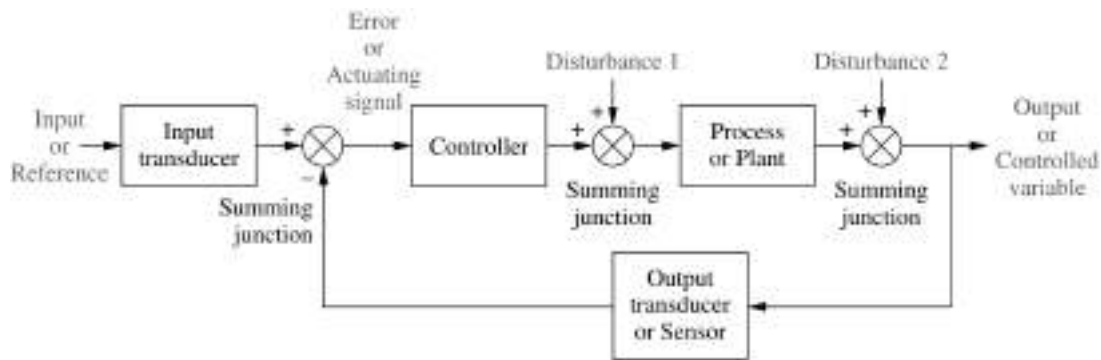 Input
or
Reference
Input
transducer
+
−
Summing
junction
Error
or
Actuating
signal
Controller
+
+
Disturbance 1
Summing
junction
Process
or Plant
+
+
Disturbance 2
Summing
junction
Output
or
Controlled
variable
Output
transducer
or Sensor